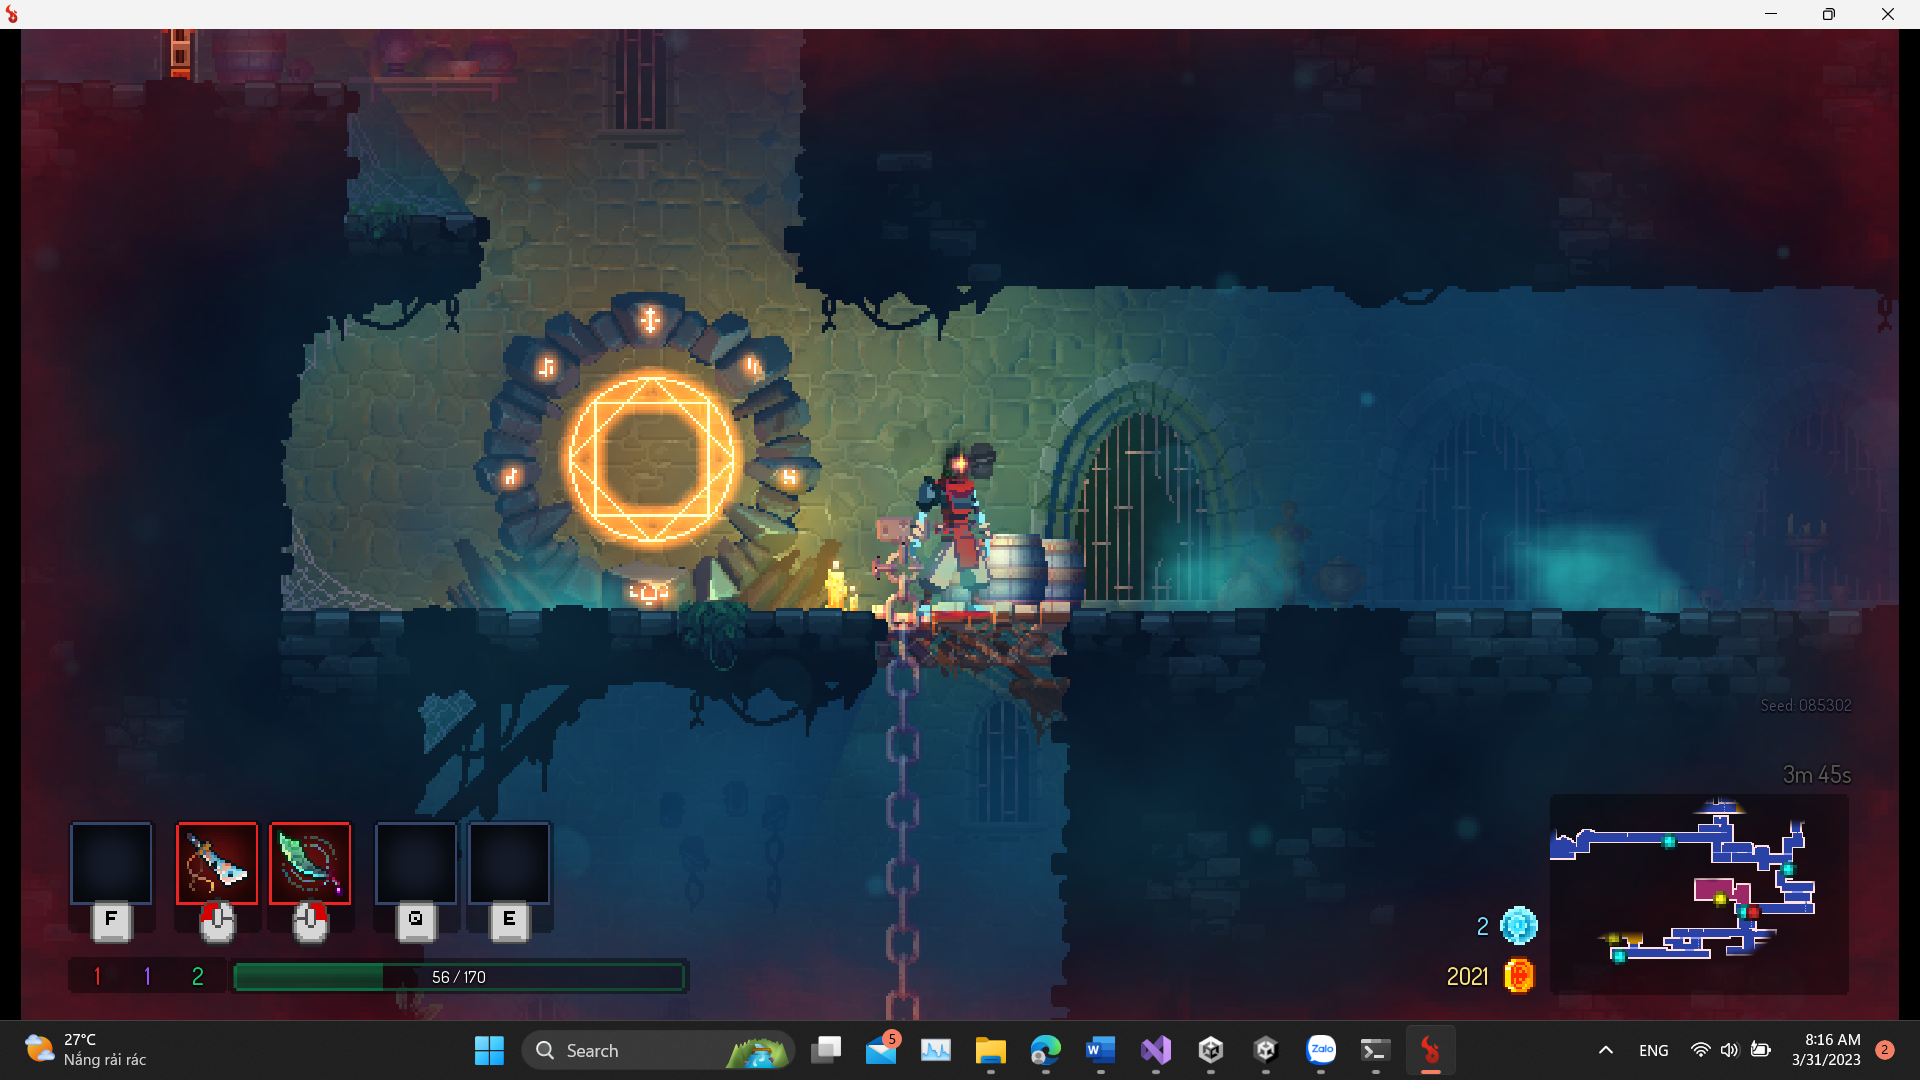 Seed: 085302
3m 45s
F
Q
E
2
2021
1 1 2
56 / 170
27°C
Nắng rải rác
Search
5
W
Zalo
ENG
8:16 AM
3/31/2023
2